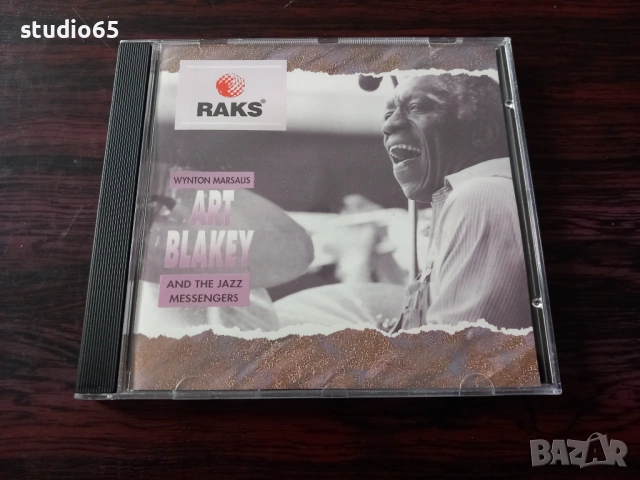 studio65
RAKS®
WYNTON MARSALIS
ART
BLAKEY
AND THE JAZZ
MESSENGERS
BAZAR